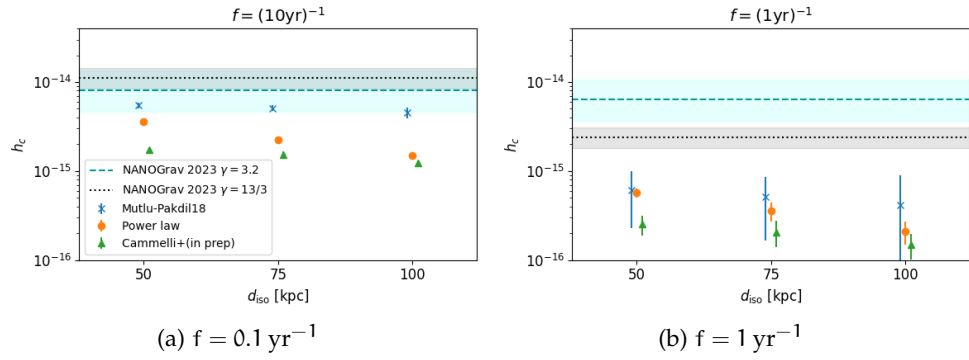 f = (10yr)⁻¹
10⁻¹⁴
10⁻¹⁵
10⁻¹⁶
h_c
NANOGrav 2023 γ = 3.2
NANOGrav 2023 γ = 13/3
Mutlu-Pakdil18
Power law
Cammelli+(in prep)
50 75 100
d_iso [kpc]
(a) f = 0.1 yr⁻¹
f = (1yr)⁻¹
10⁻¹⁴
10⁻¹⁵
10⁻¹⁶
h_c
50 75 100
d_iso [kpc]
(b) f = 1 yr⁻¹